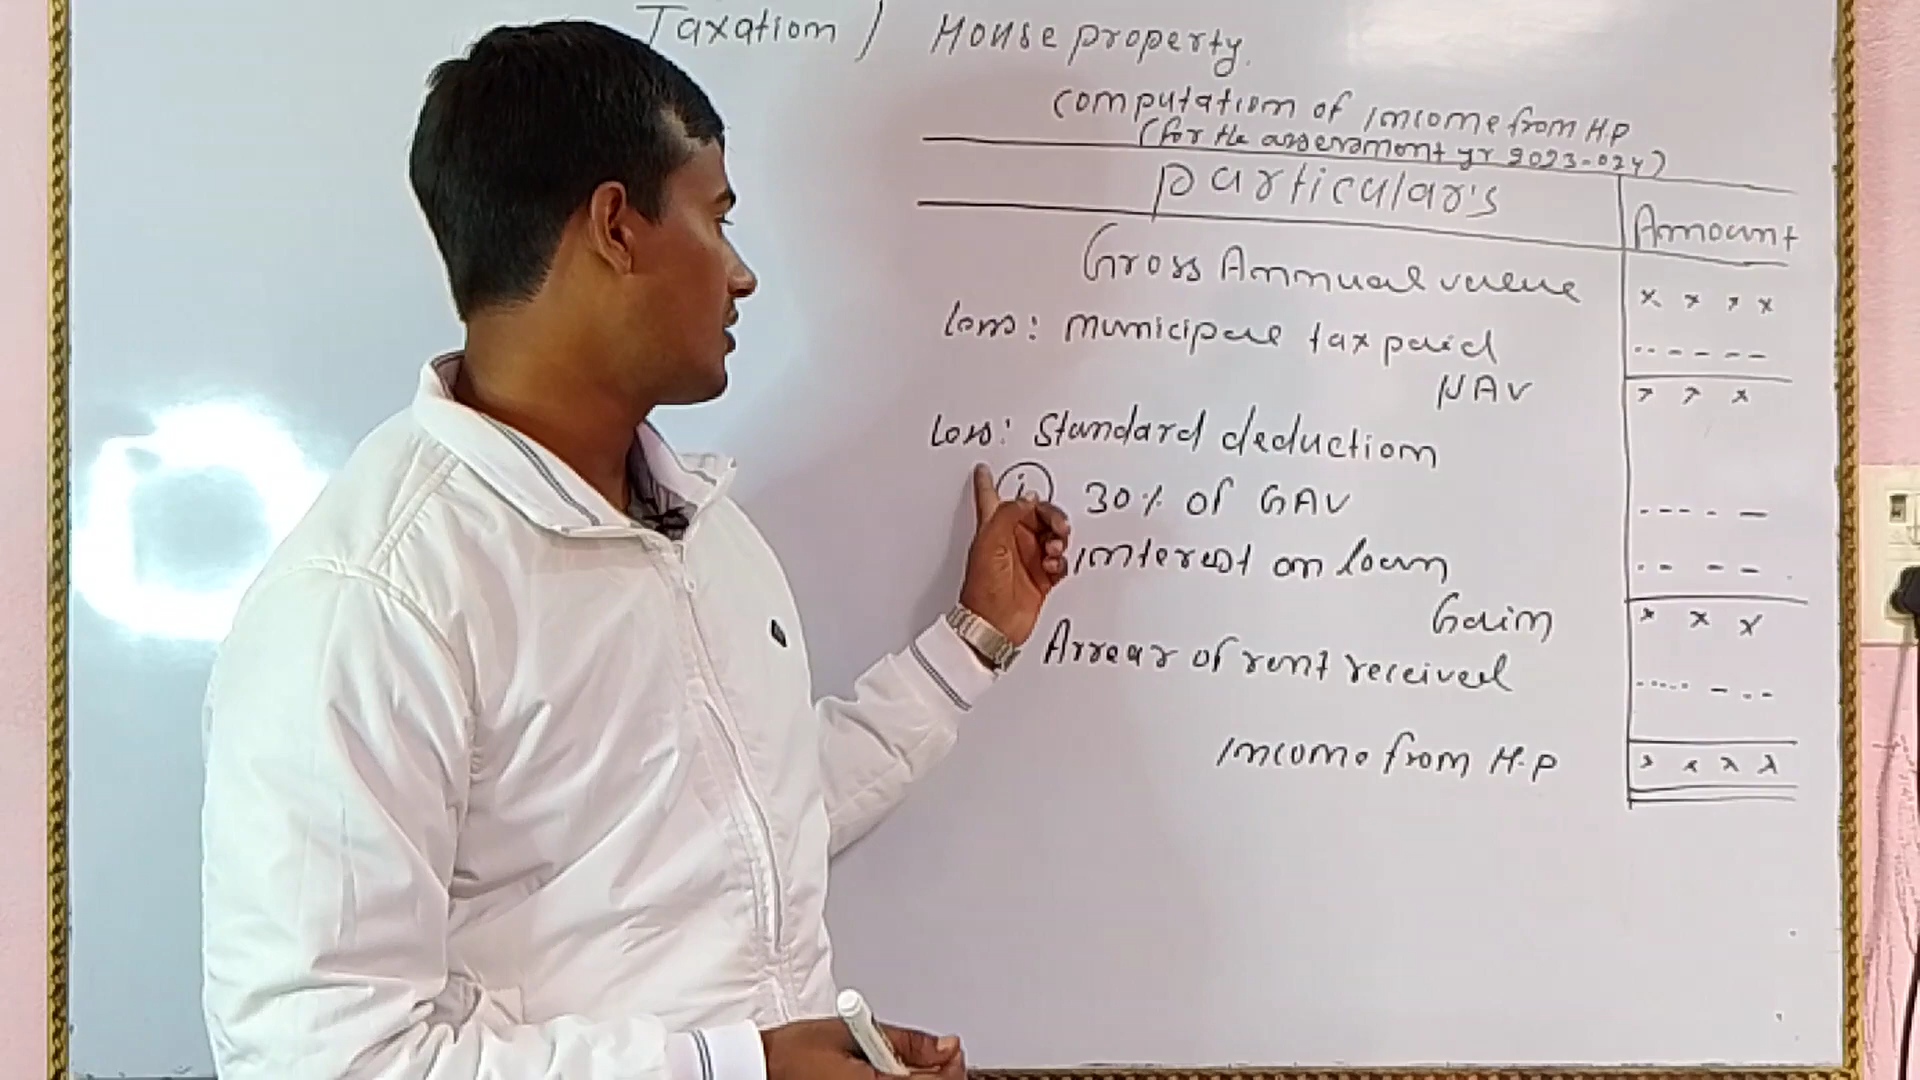 Taxation / House property.
Computation of income from H.P
(for the assessment yr 2023-024)
particular's Amount
Gross Annual value x x x x
Less: municipal tax paid -----
NAV x x x
Less: Standard deduction
i 30% of GAV -----
interest on loan ----
Gain x x x
Arrear of rent received -----
income from H.P x x x x